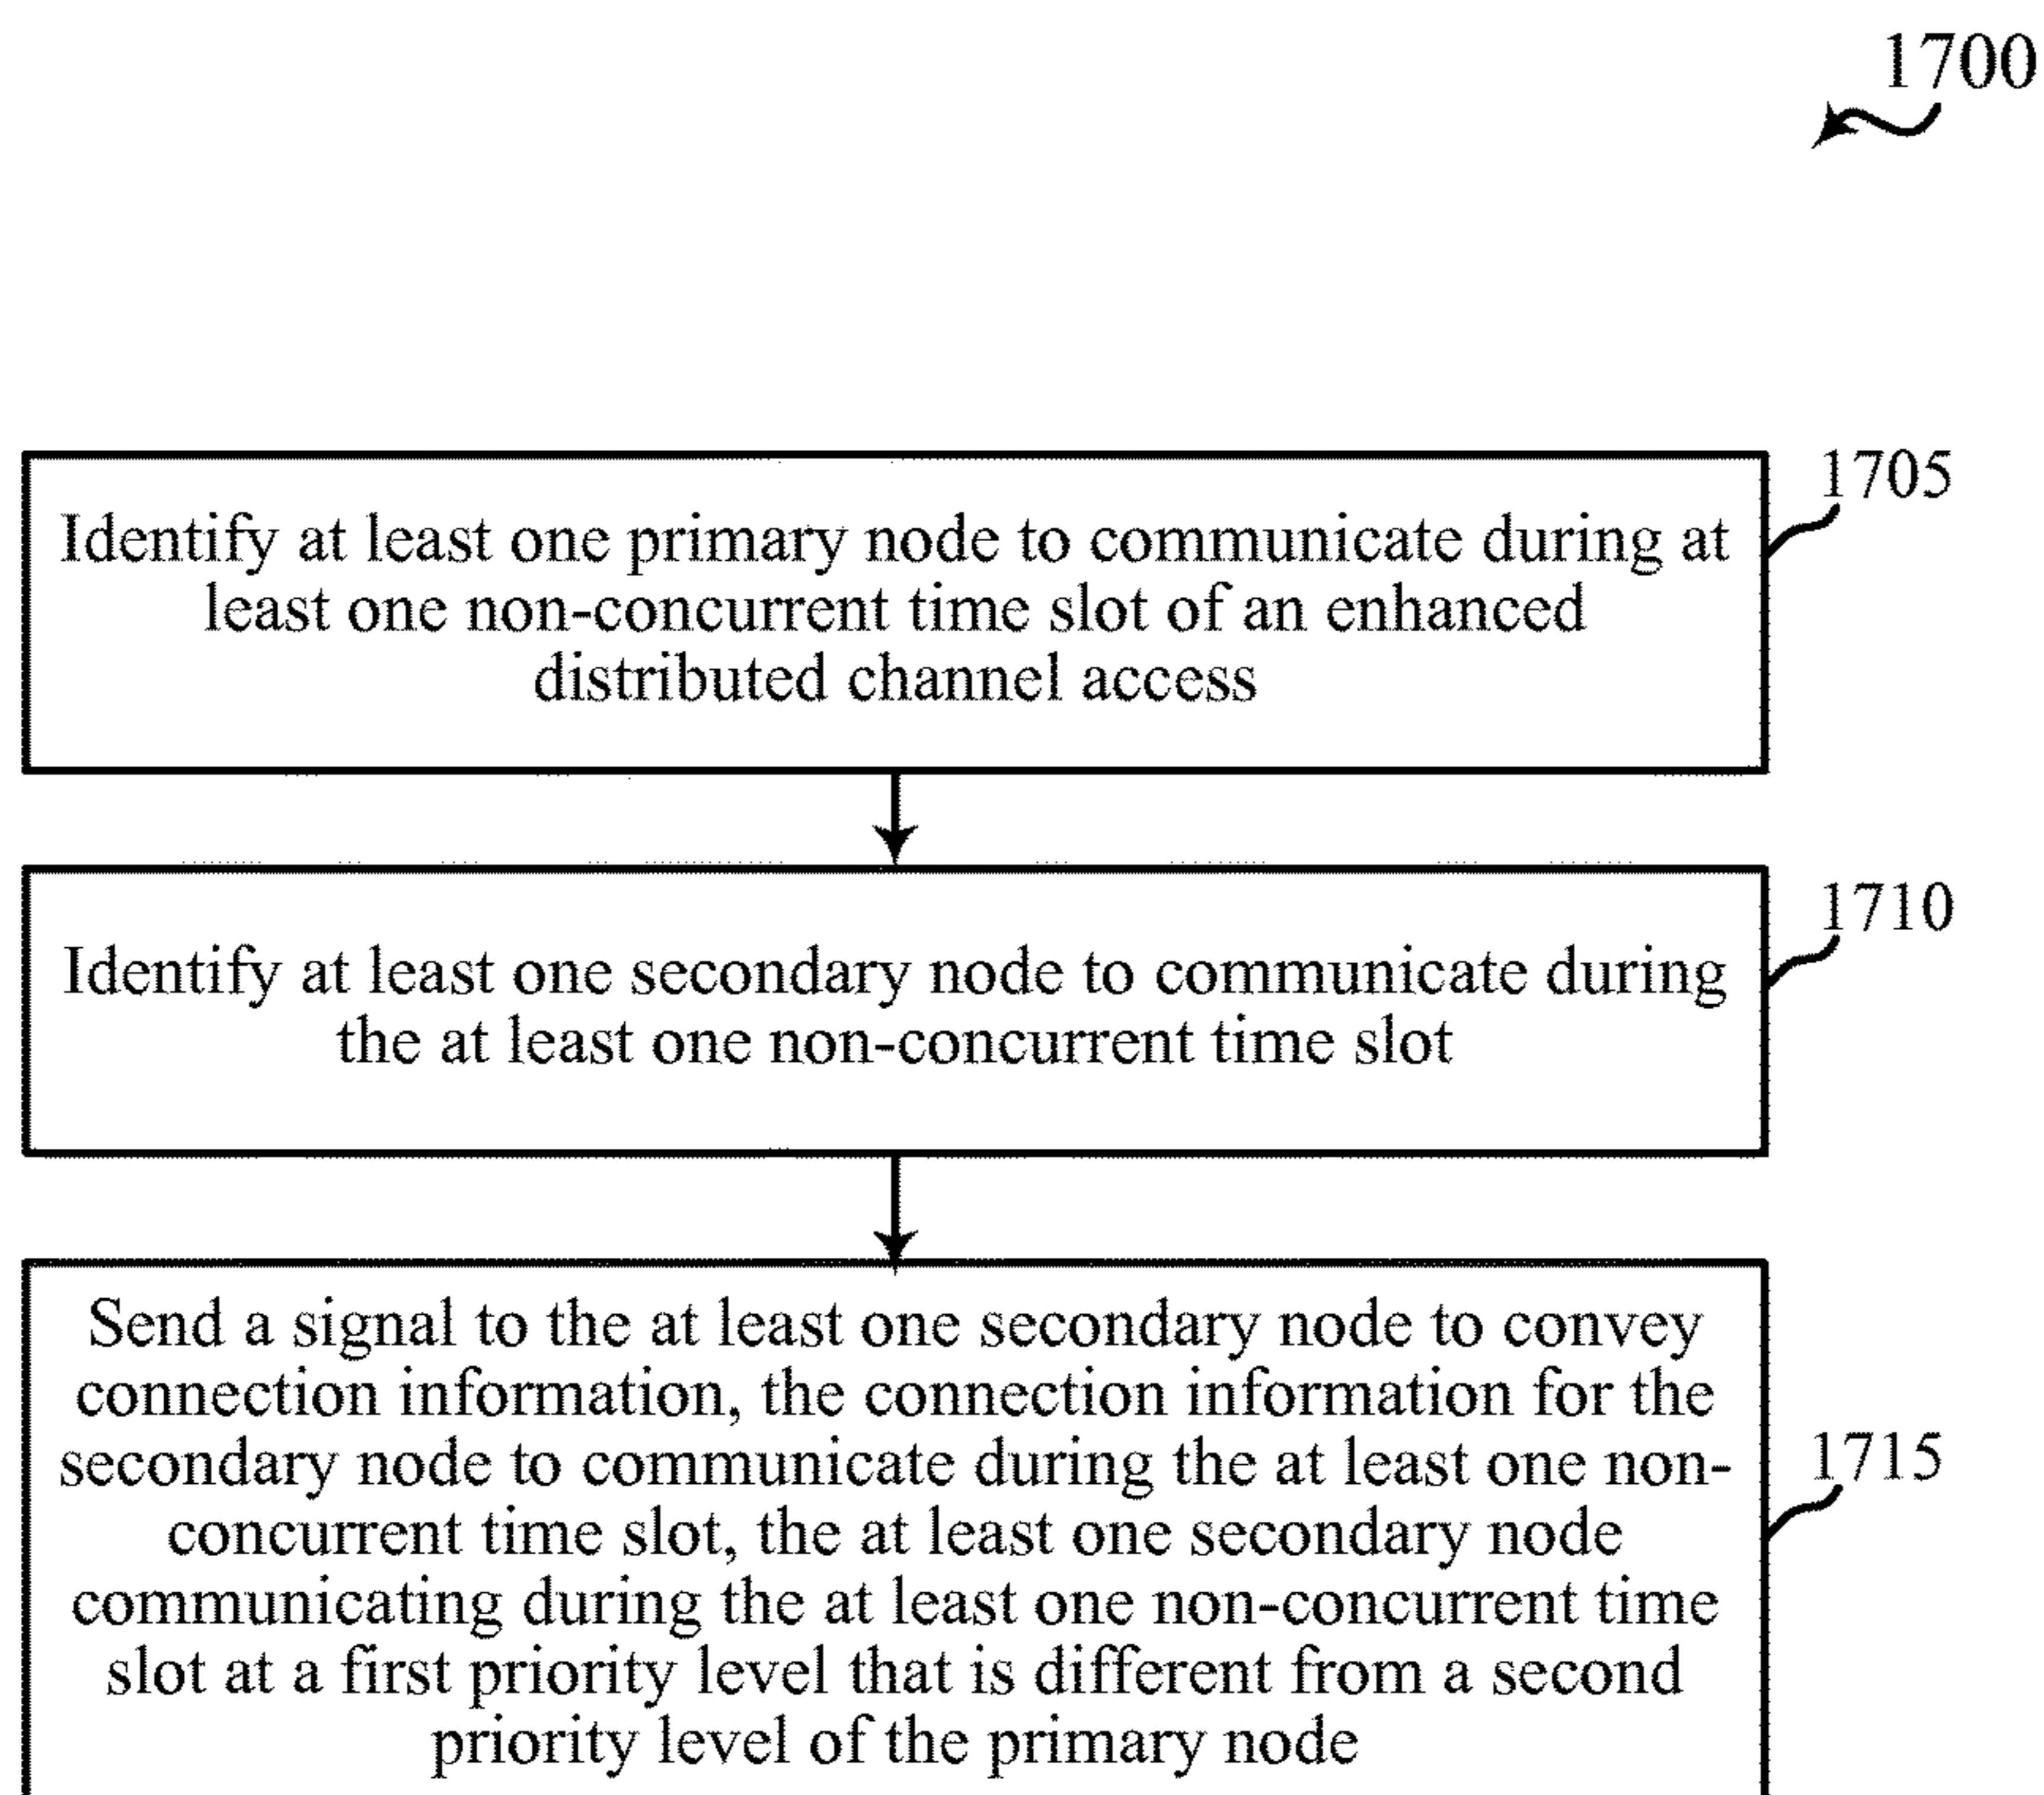 1700
1705
Identify at least one primary node to communicate during at
least one non-concurrent time slot of an enhanced
distributed channel access
1710
Identify at least one secondary node to communicate during
the at least one non-concurrent time slot
Send a signal to the at least one secondary node to convey
connection information, the connection information for the
secondary node to communicate during the at least one non-
1715
concurrent time slot, the at least one secondary node
communicating during the at least one non-concurrent time
slot at a first priority level that is different from a second
priority level of the primary node